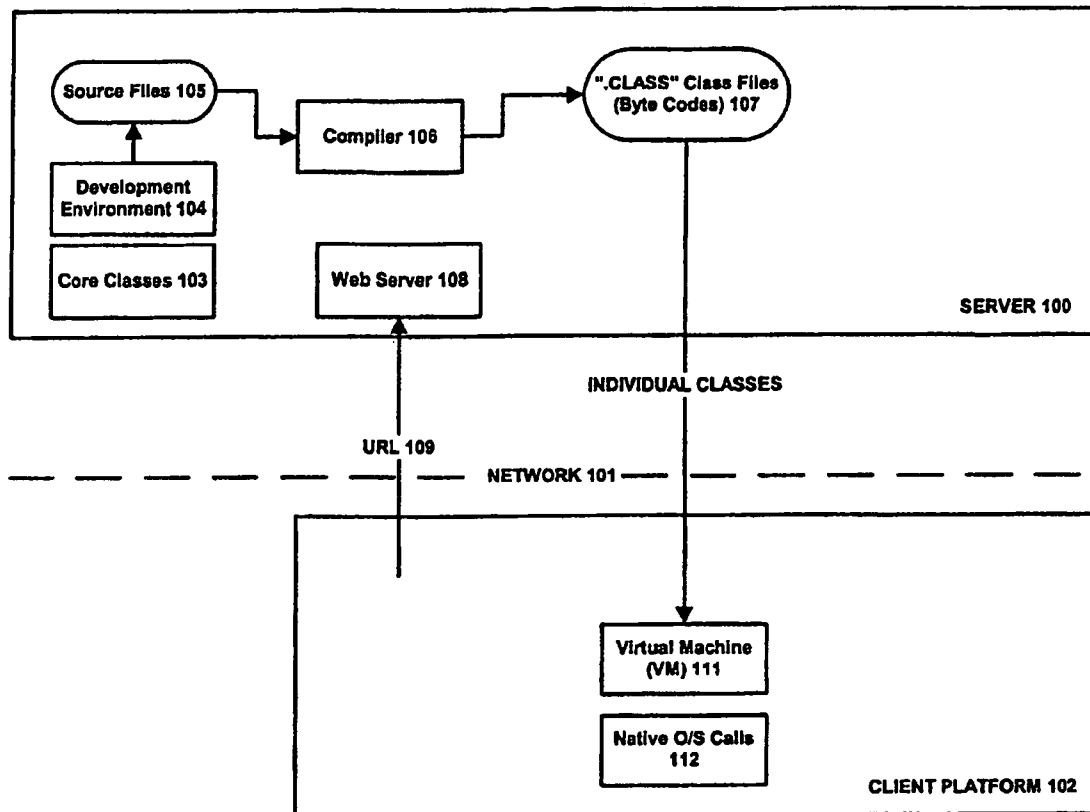 Source Files 105
Compiler 106
".CLASS" Class Files
(Byte Codes) 107
Development
Environment 104
Core Classes 103
Web Server 108
SERVER 100
INDIVIDUAL CLASSES
URL 109
NETWORK 101
Virtual Machine
(VM) 111
Native O/S Calls
112
CLIENT PLATFORM 102